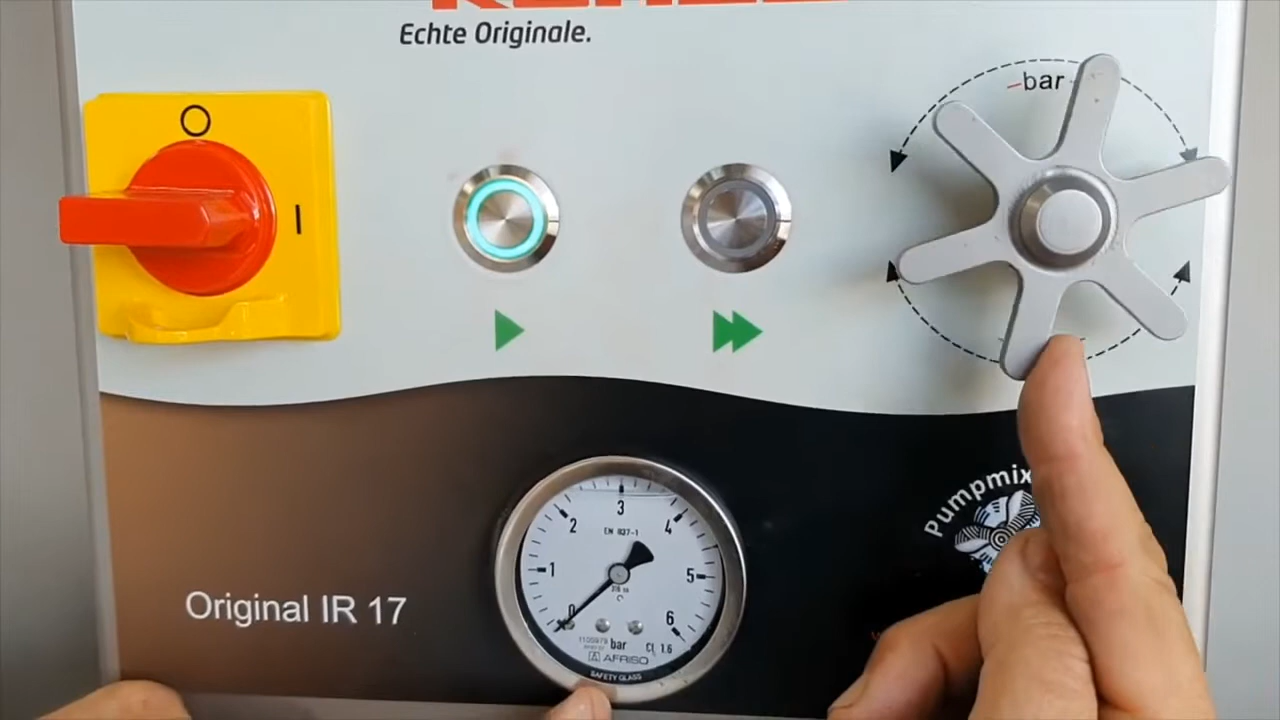 Echte Originale.
O
I
bar
Original IR 17
Pumpmix
0 1 2 3 4 5 6
EN 837-1
bar
CL 1.6
AFRISO
SAFETY GLASS